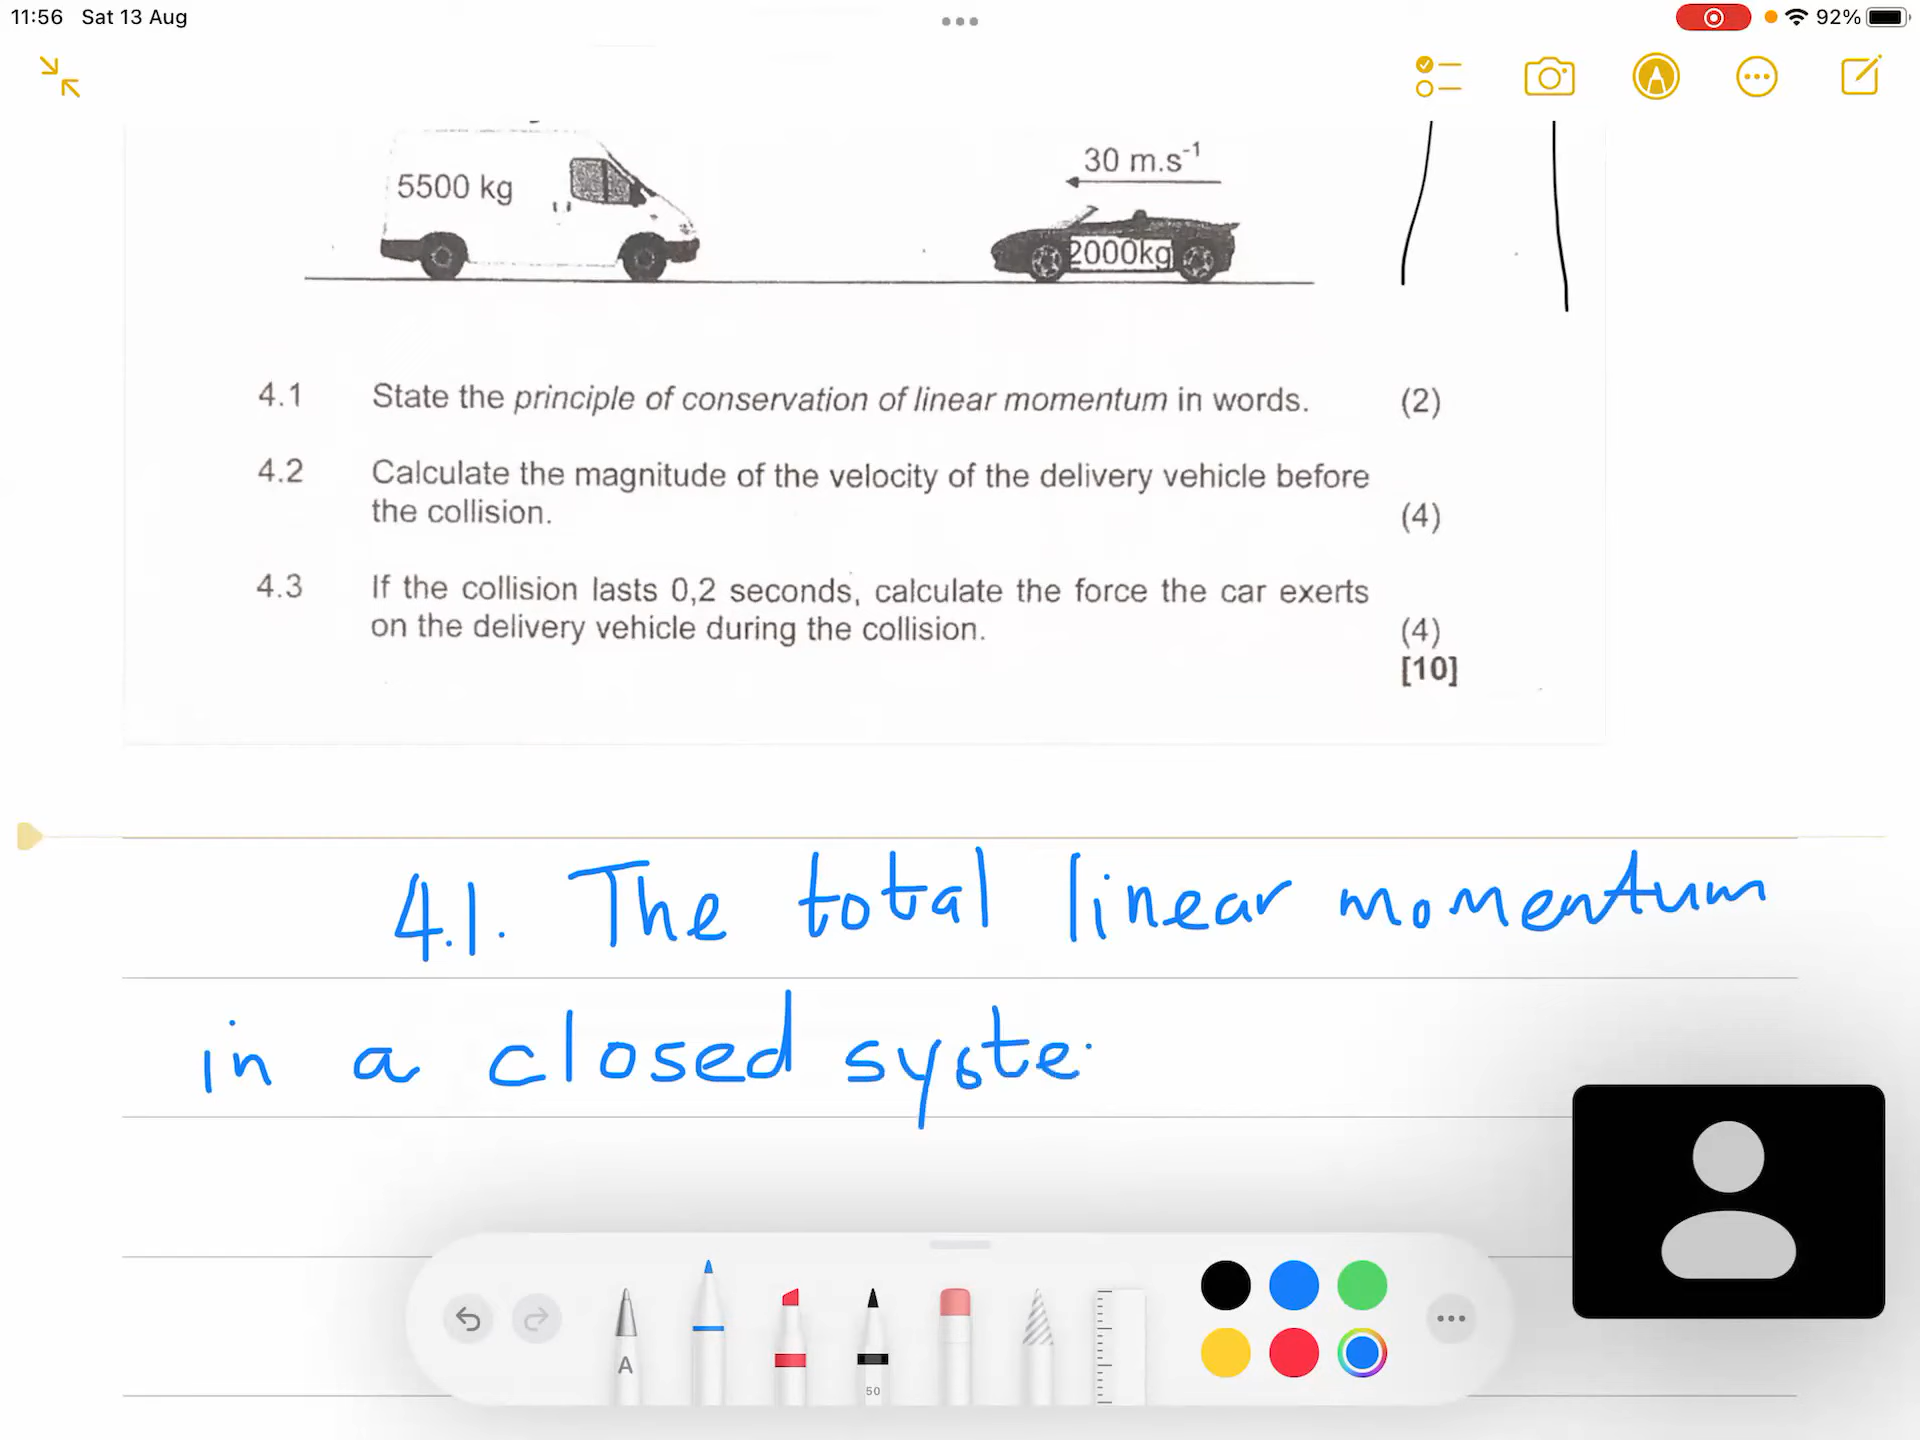 11:56 Sat 13 Aug
92%
5500 kg
30 m.s⁻¹
2000kg
4.1 State the principle of conservation of linear momentum in words. (2)
4.2 Calculate the magnitude of the velocity of the delivery vehicle before
the collision. (4)
4.3 If the collision lasts 0,2 seconds, calculate the force the car exerts
on the delivery vehicle during the collision. (4)
[10]
4.1. The total linear momentum
in a closed syste
A
50